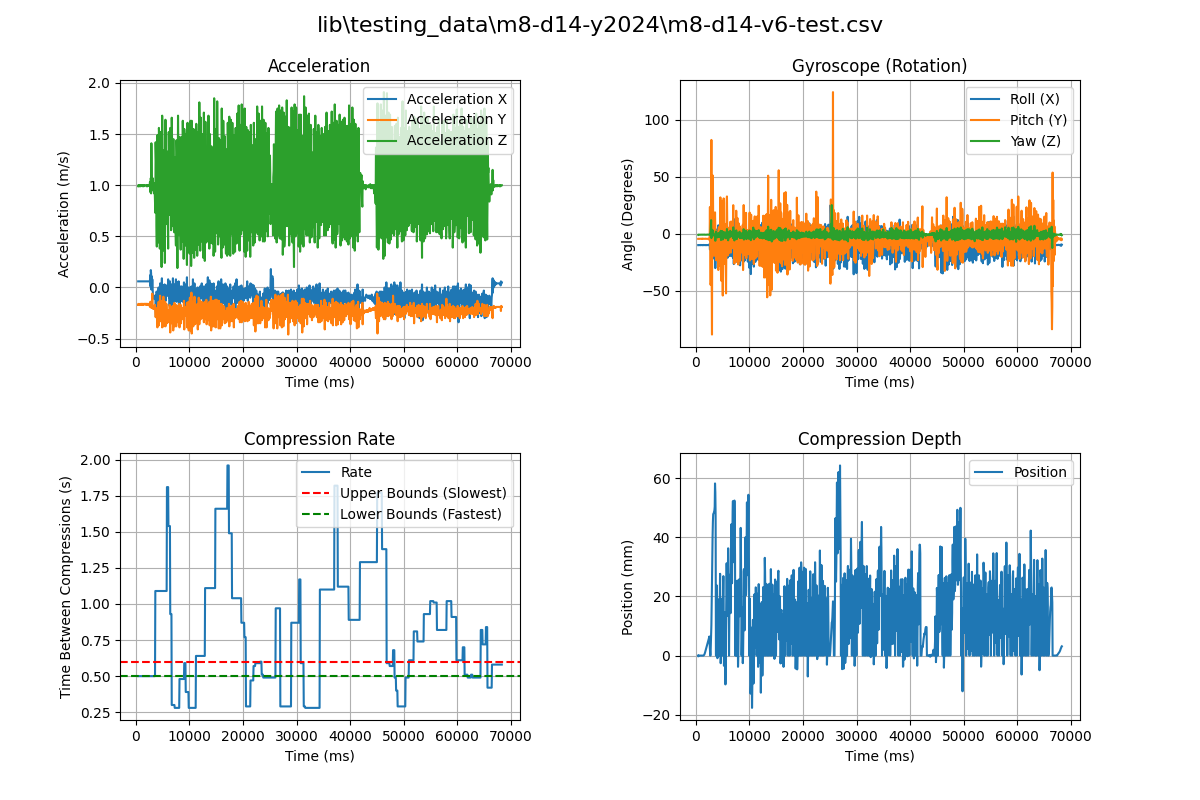 lib\testing_data\m8-d14-y2024\m8-d14-v6-test.csv
Acceleration
Acceleration (m/s)
2.0
1.5
1.0
0.5
0.0
−0.5
Acceleration X
Acceleration Y
Acceleration Z
0 10000 20000 30000 40000 50000 60000 70000
Time (ms)
Gyroscope (Rotation)
Angle (Degrees)
100
50
0
−50
Roll (X)
Pitch (Y)
Yaw (Z)
0 10000 20000 30000 40000 50000 60000 70000
Time (ms)
Compression Rate
Time Between Compressions (s)
2.00
1.75
1.50
1.25
1.00
0.75
0.50
0.25
Rate
Upper Bounds (Slowest)
Lower Bounds (Fastest)
0 10000 20000 30000 40000 50000 60000 70000
Time (ms)
Compression Depth
Position (mm)
60
40
20
0
−20
Position
0 10000 20000 30000 40000 50000 60000 70000
Time (ms)